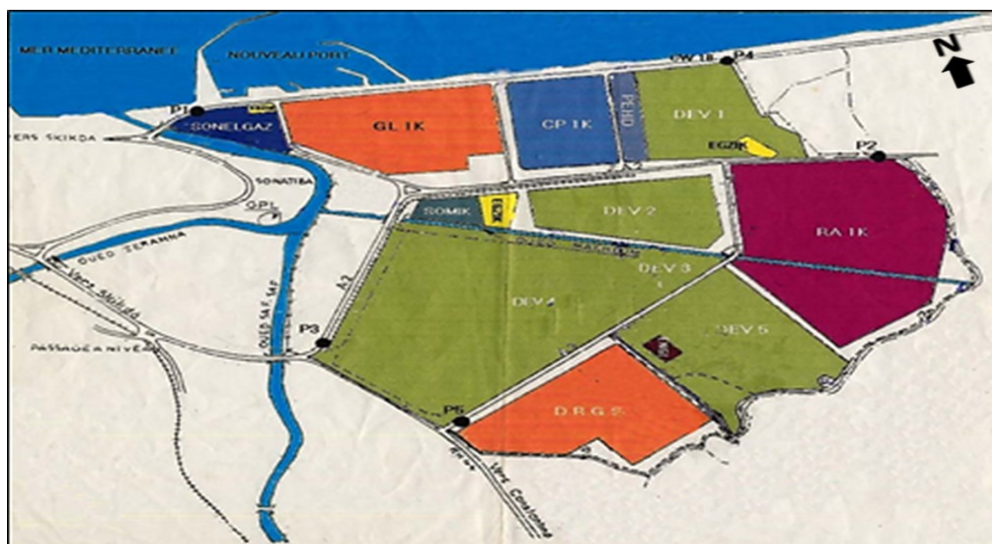 MER MEDITERRANEE
NOUVEAU PORT
N
CW 18
P4
P1
SONELGAZ
GL 1K
CP 1K
PEHD
DEV 1
EGZIK
P2
VERS SKIKDA
SONATIBA
GPL
SOMIK
EGZIK
DEV 2
RA 1K
OUED ZERAMNA
OUED
DEV 3
Vers Skikda
A2
DEV 4
OUED SAF SAF
P3
DEV 5
PASSAGE A NIVEAU
P5
D.R.G.S
Vers Constantine